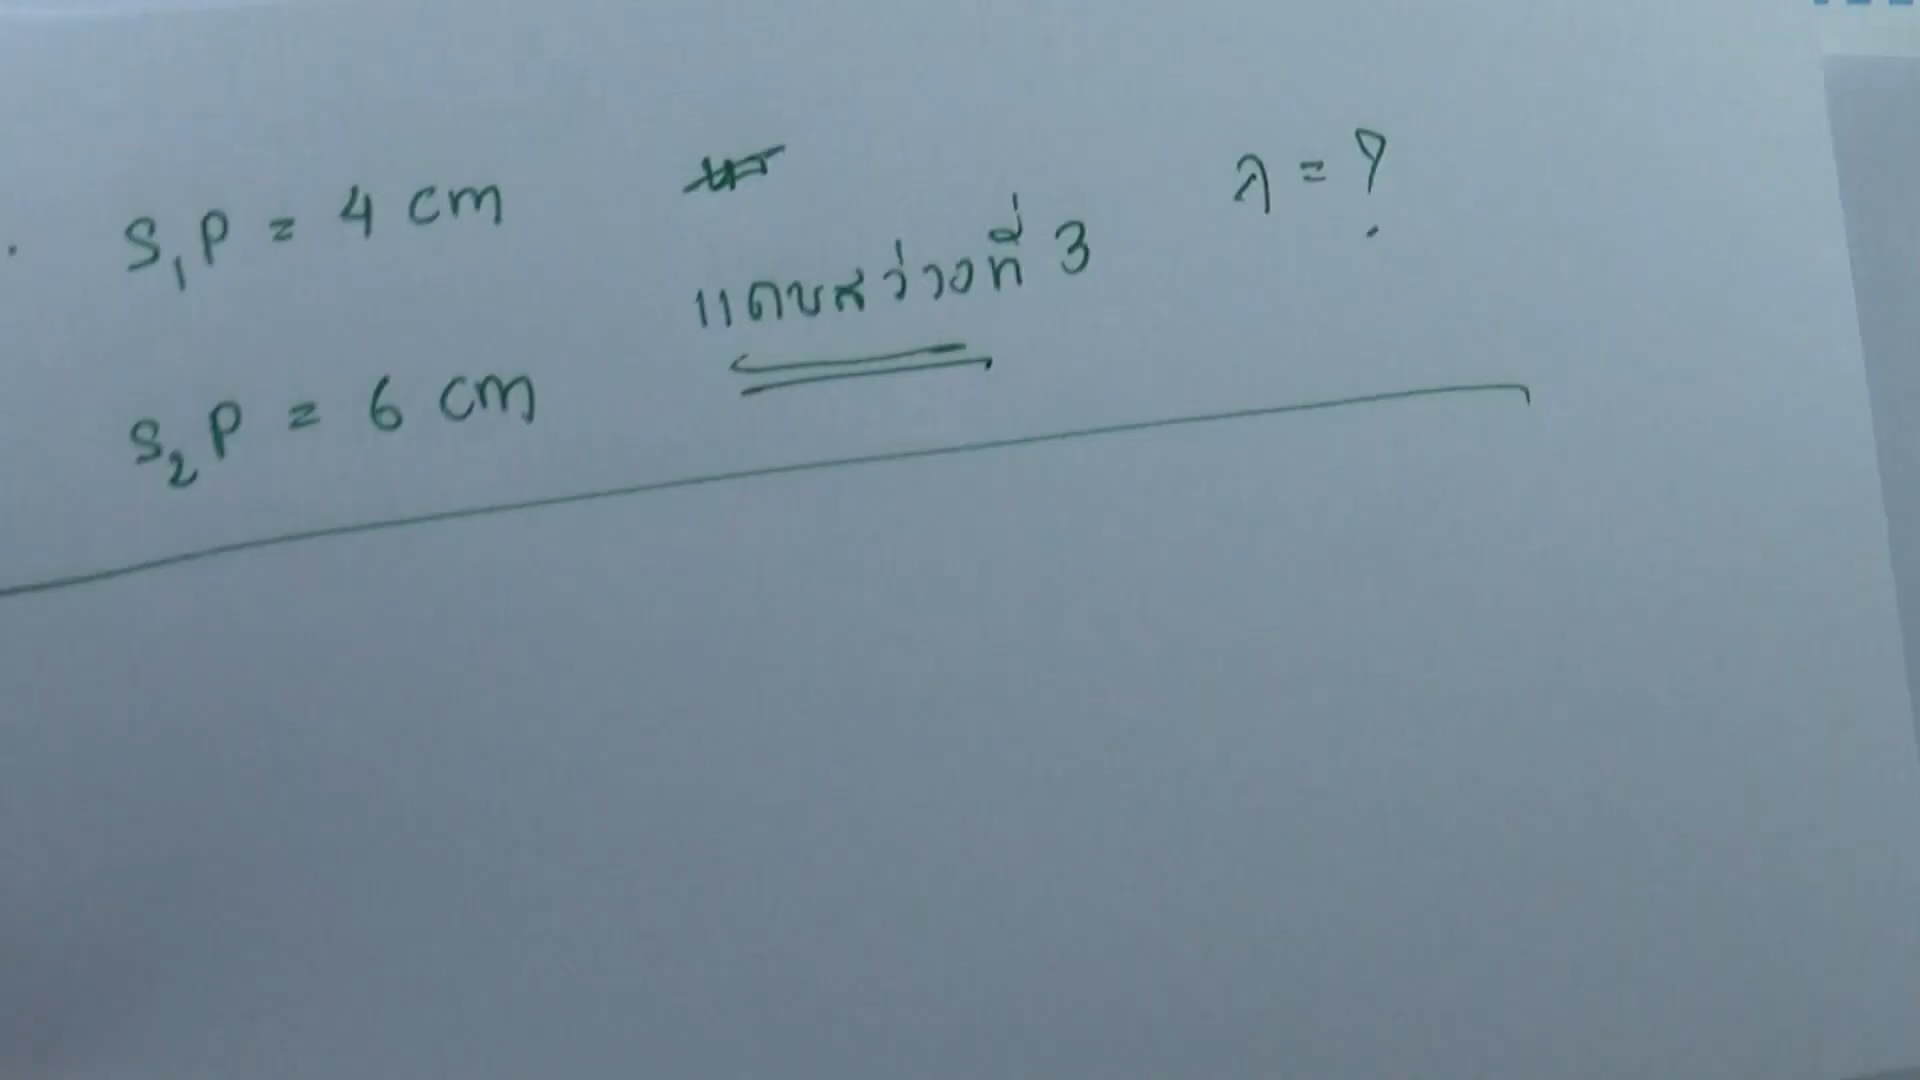 S₁P = 4 cm
แถบสว่างที่ 3
λ = ?
S₂P = 6 cm